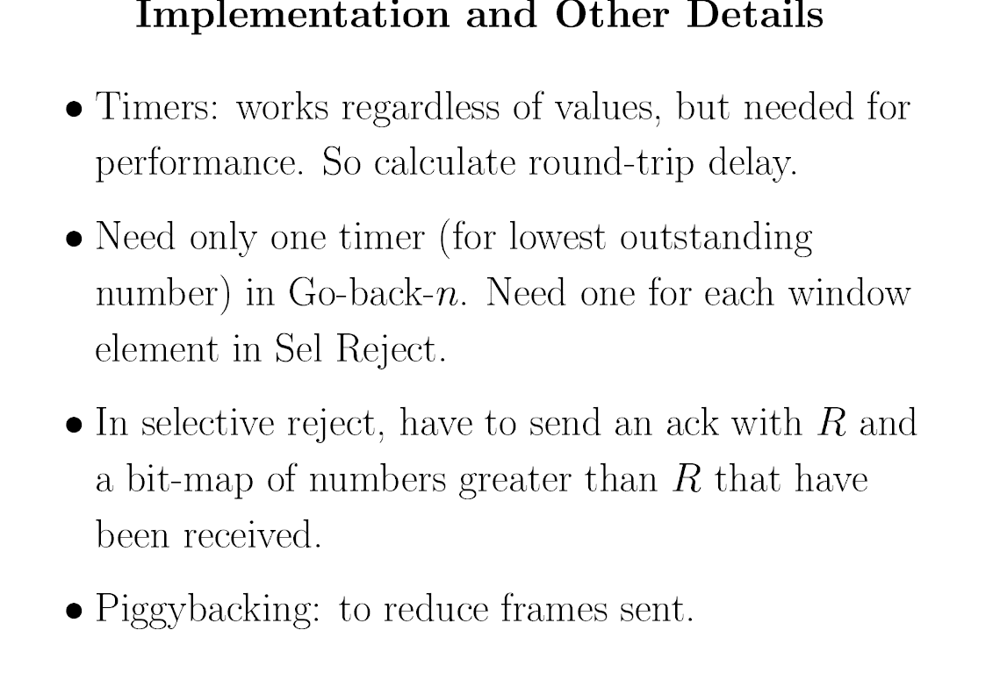 Implementation and Other Details
• Timers: works regardless of values, but needed for
performance. So calculate round-trip delay.
• Need only one timer (for lowest outstanding
number) in Go-back-n. Need one for each window
element in Sel Reject.
• In selective reject, have to send an ack with R and
a bit-map of numbers greater than R that have
been received.
• Piggybacking: to reduce frames sent.